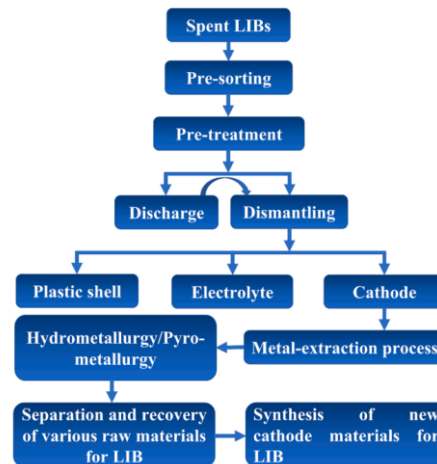 Spent LIBs
Pre-sorting
Pre-treatment
Discharge
Dismantling
Plastic shell
Electrolyte
Cathode
Hydrometallurgy/Pyro-
metallurgy
Metal-extraction process
Separation and recovery
of various raw materials
for LIB
Synthesis of new
cathode materials for
LIB